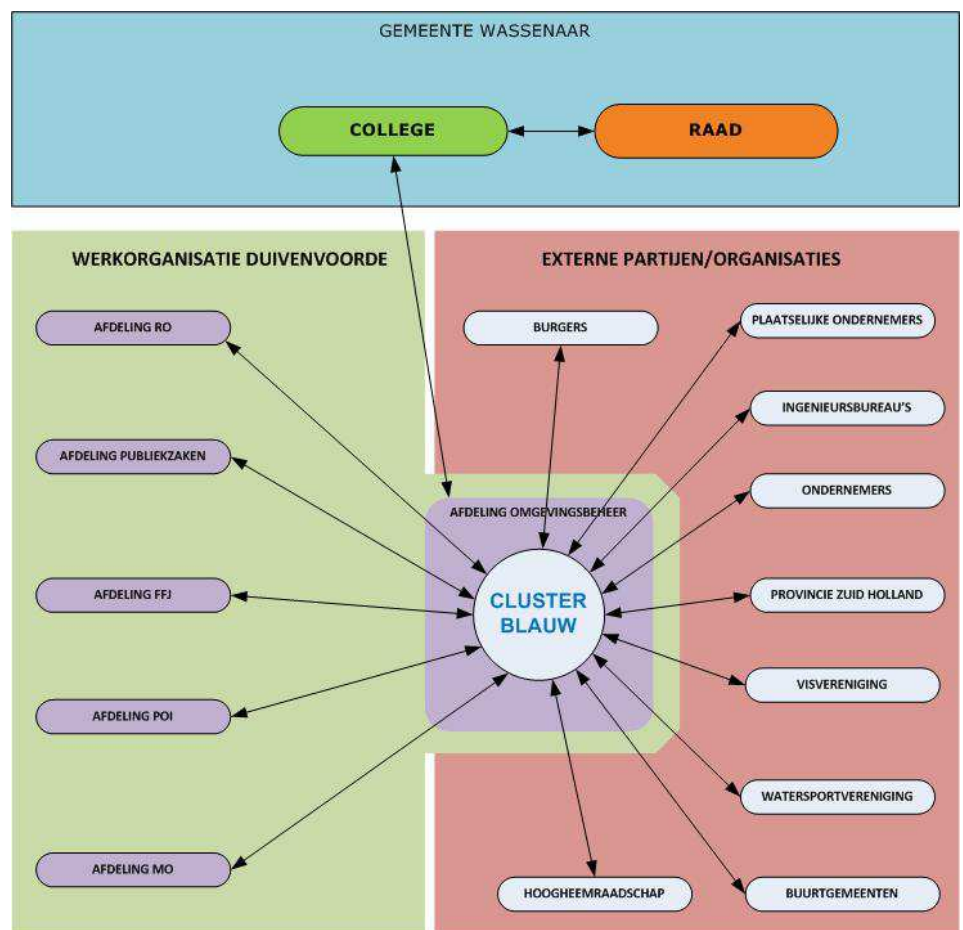 GEMEENTE WASSENAAR
COLLEGE
RAAD
WERKORGANISATIE DUIVENVOORDE
AFDELING RO
AFDELING PUBLIEKZAKEN
AFDELING FFJ
AFDELING POI
AFDELING MO
EXTERNE PARTIJEN/ORGANISATIES
BURGERS
PLAATSELIJKE ONDERNEMERS
INGENIEURSBUREAU'S
ONDERNEMERS
PROVINCIE ZUID HOLLAND
VISVERENIGING
WATERSPORTVERENIGING
BUURTGEMEENTEN
HOOGHEEMRAADSCHAP
AFDELING OMGEVINGSBEHEER
CLUSTER
BLAUW